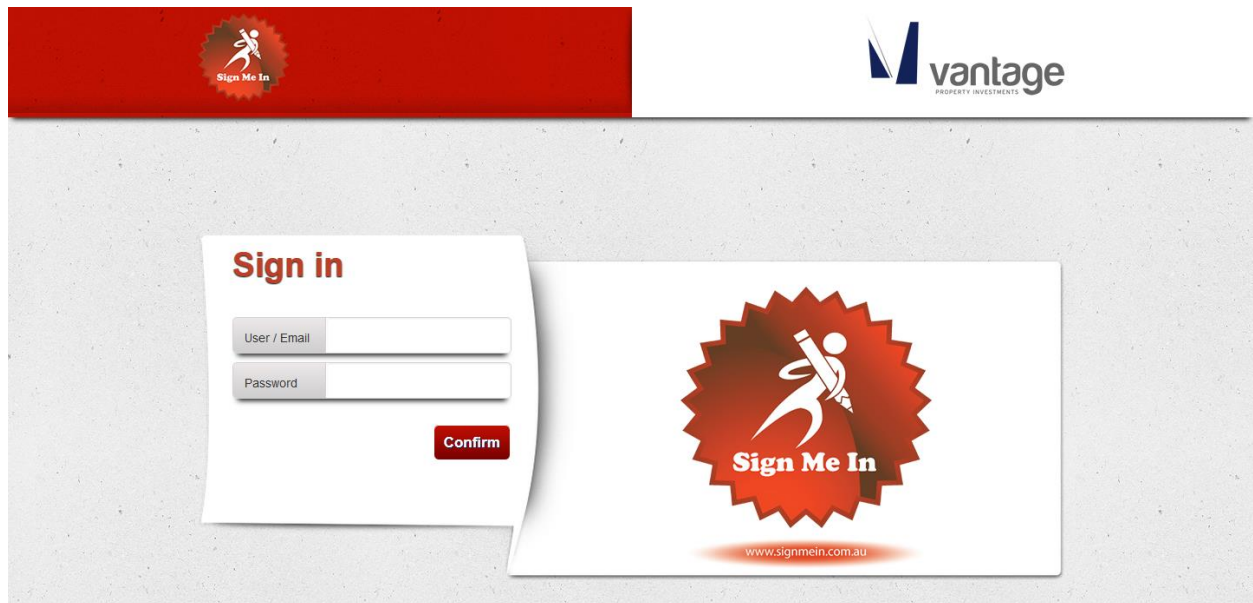 Sign Me In
vantage
PROPERTY INVESTMENTS
Sign in
User / Email
Password
Confirm
Sign Me In
www.signmein.com.au